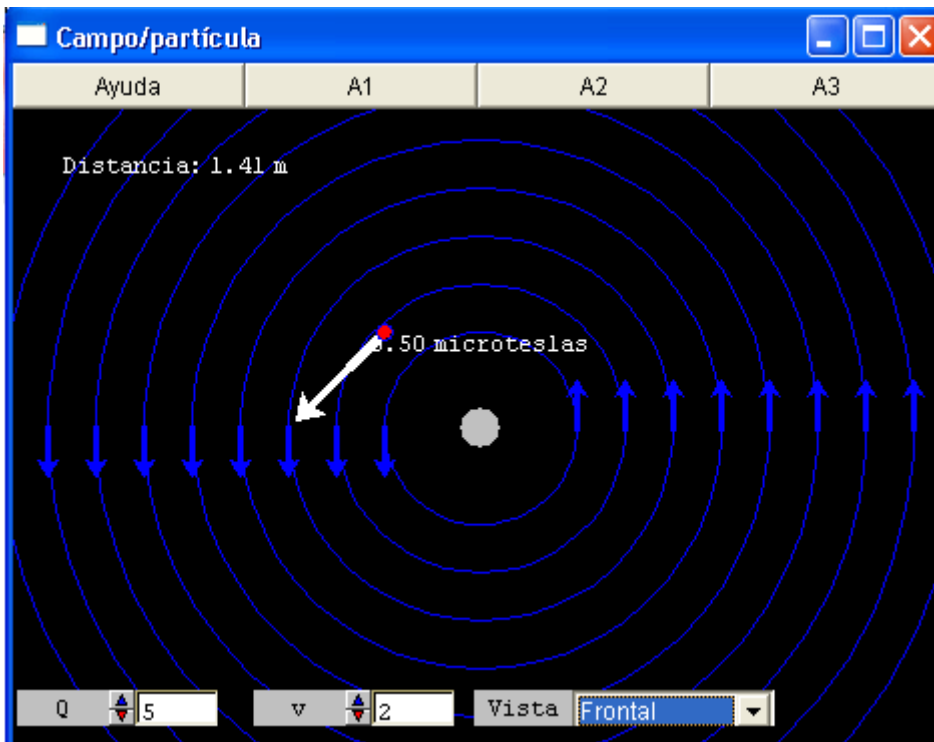 Campo/partícula
Ayuda A1 A2 A3
Distancia: 1.41 m
.50 microteslas
Q 5 v 2 Vista Frontal